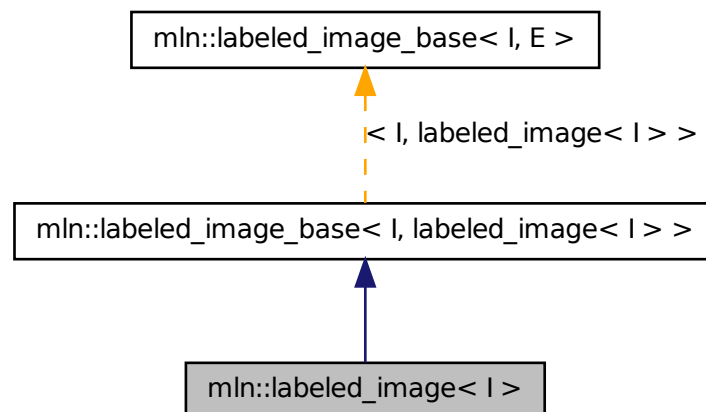 mln::labeled_image_base< I, E >
< I, labeled_image< I > >
mln::labeled_image_base< I, labeled_image< I > >
mln::labeled_image< I >